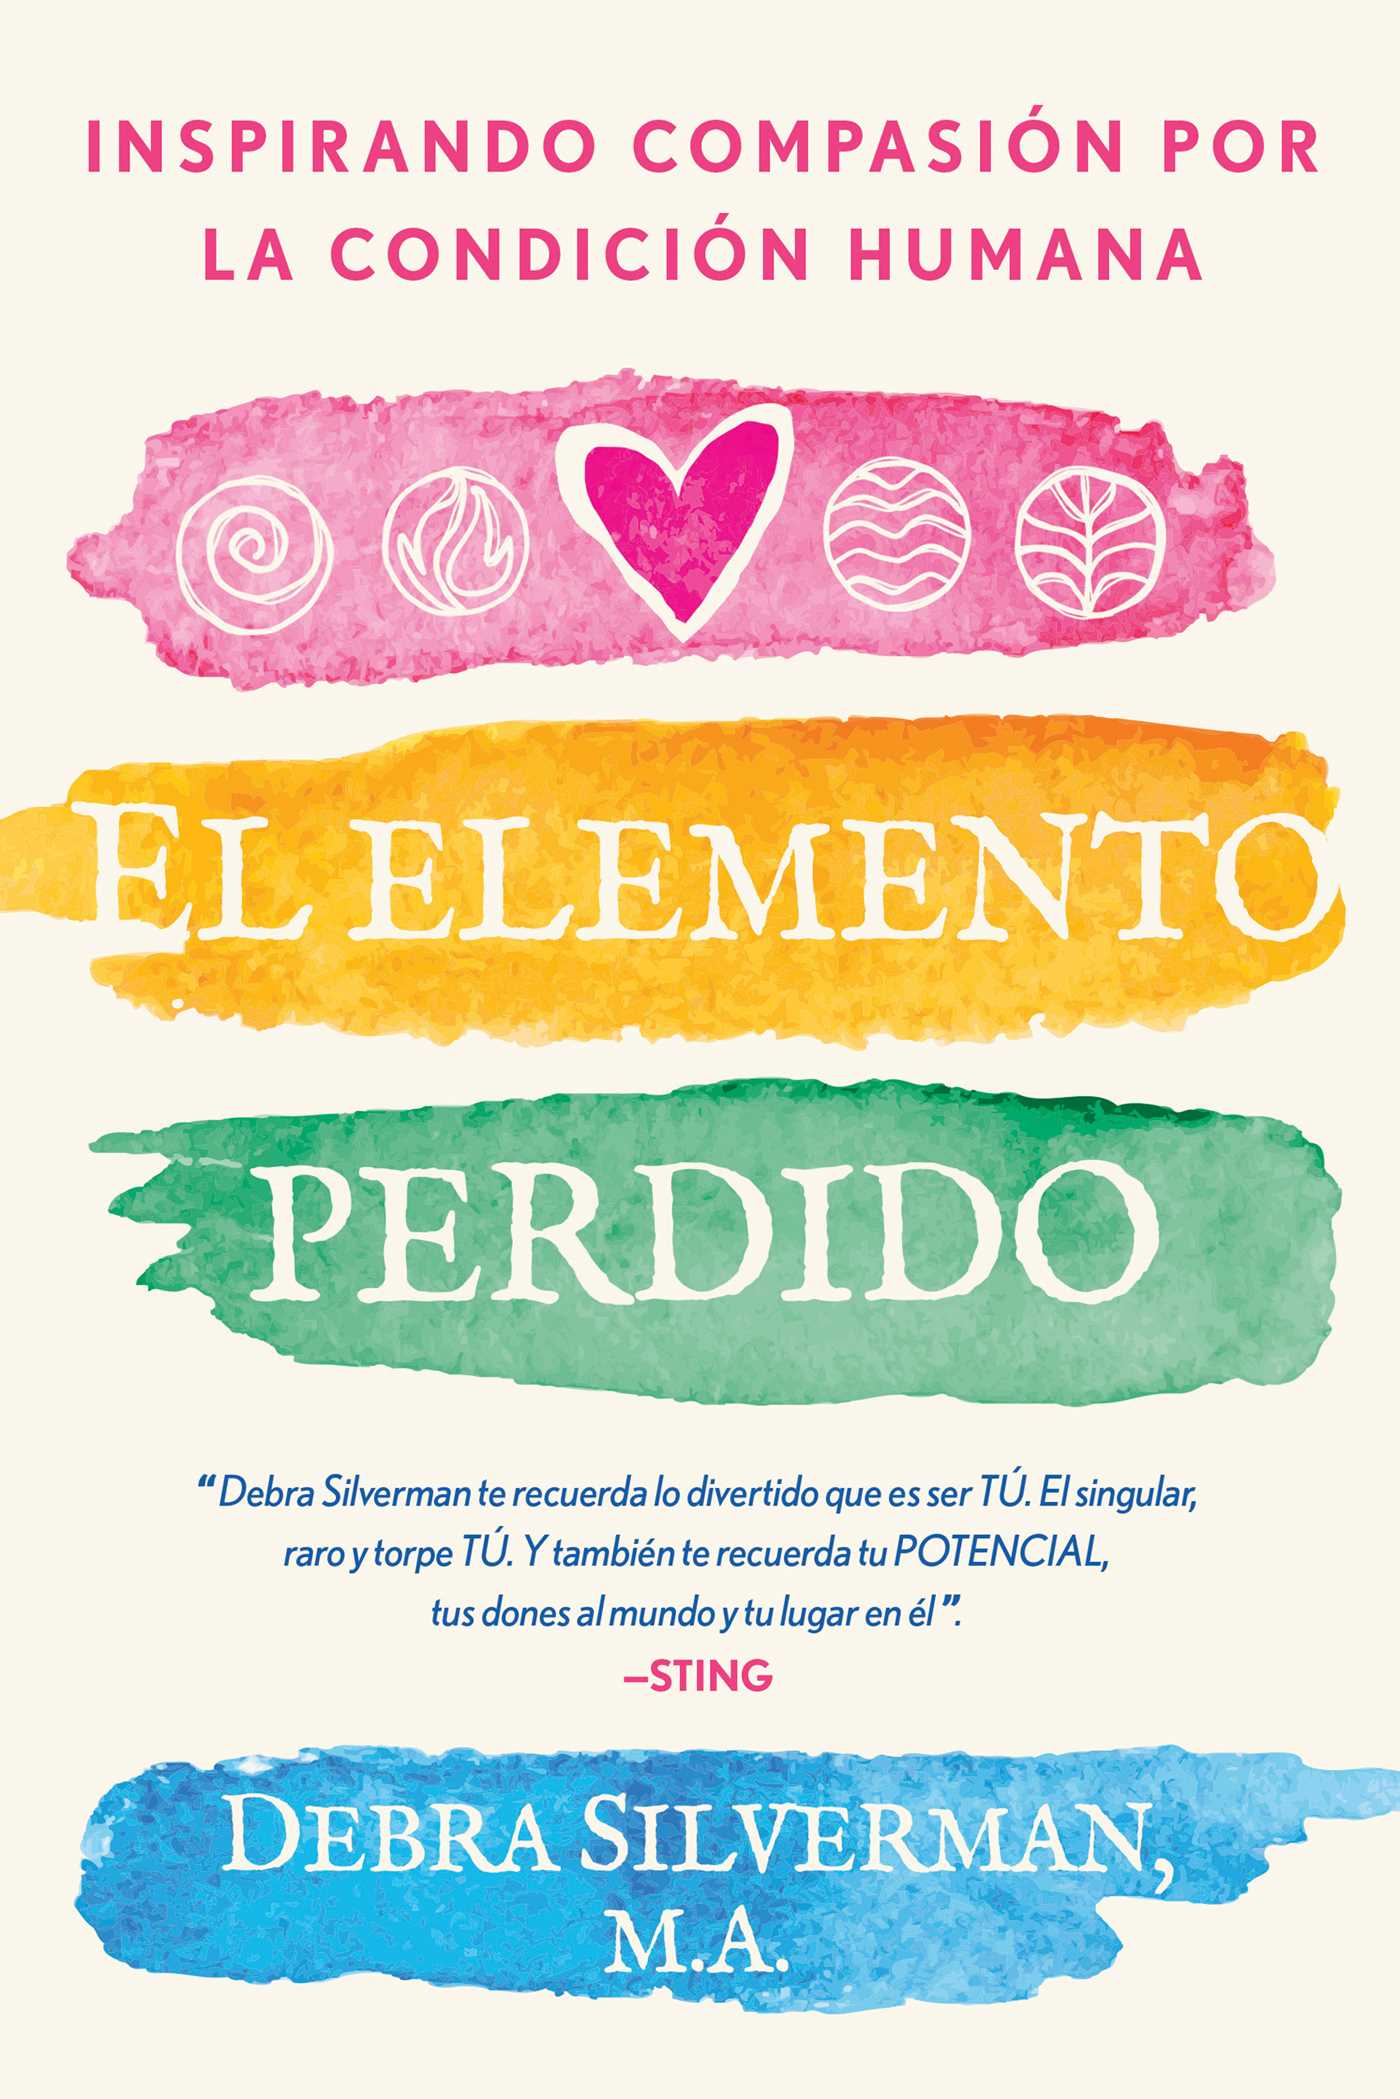 INSPIRANDO COMPASIÓN POR
LA CONDICIÓN HUMANA
EL ELEMENTO
PERDIDO
“Debra Silverman te recuerda lo divertido que es ser TÚ. El singular,
raro y torpe TÚ. Y también te recuerda tu POTENCIAL,
tus dones al mundo y tu lugar en él”.
–STING
DEBRA SILVERMAN,
M.A.